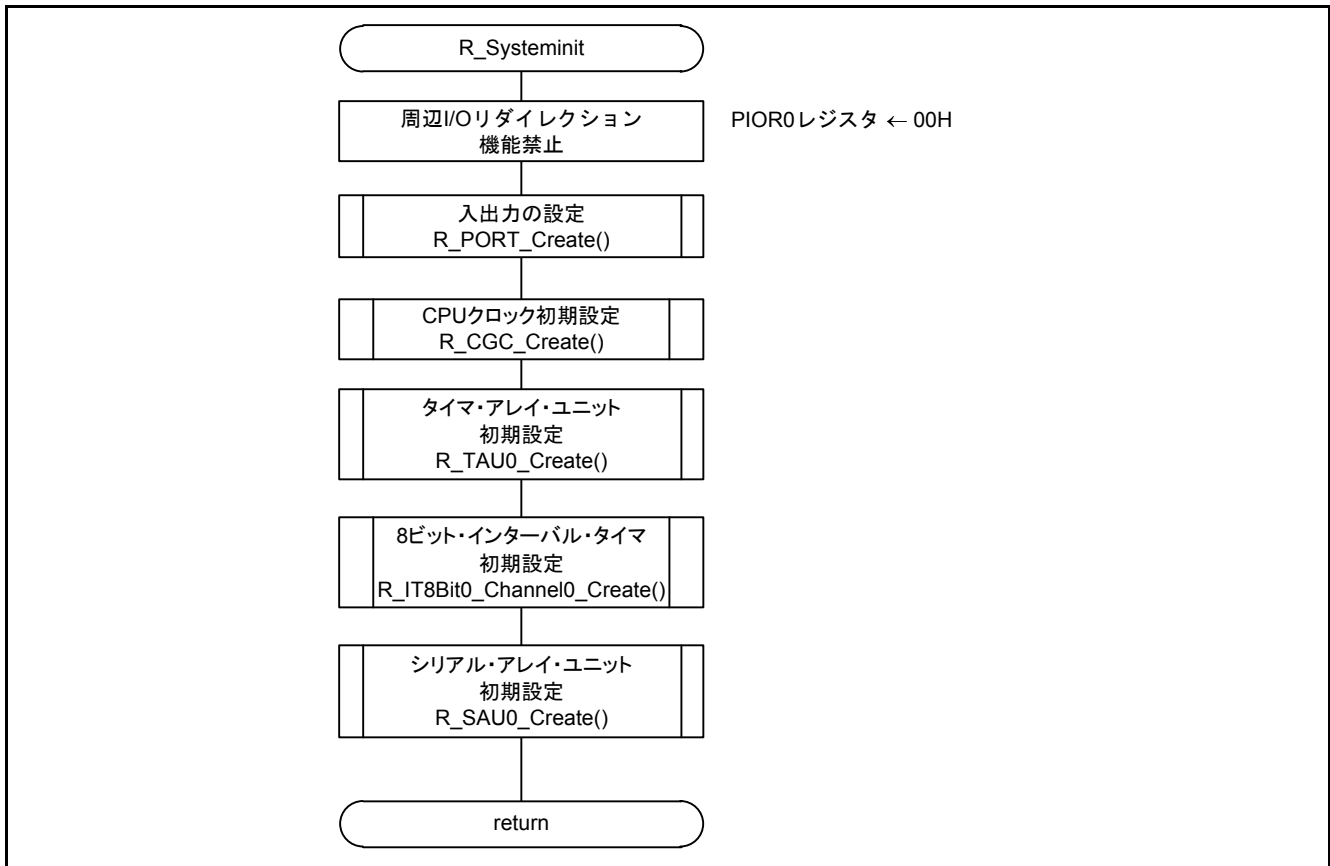 R_Systeminit
周辺I/Oリダイレクション
機能禁止
PIOR0レジスタ ← 00H
入出力の設定
R_PORT_Create()
CPUクロック初期設定
R_CGC_Create()
タイマ・アレイ・ユニット
初期設定
R_TAU0_Create()
8ビット・インターバル・タイマ
初期設定
R_IT8Bit0_Channel0_Create()
シリアル・アレイ・ユニット
初期設定
R_SAU0_Create()
return